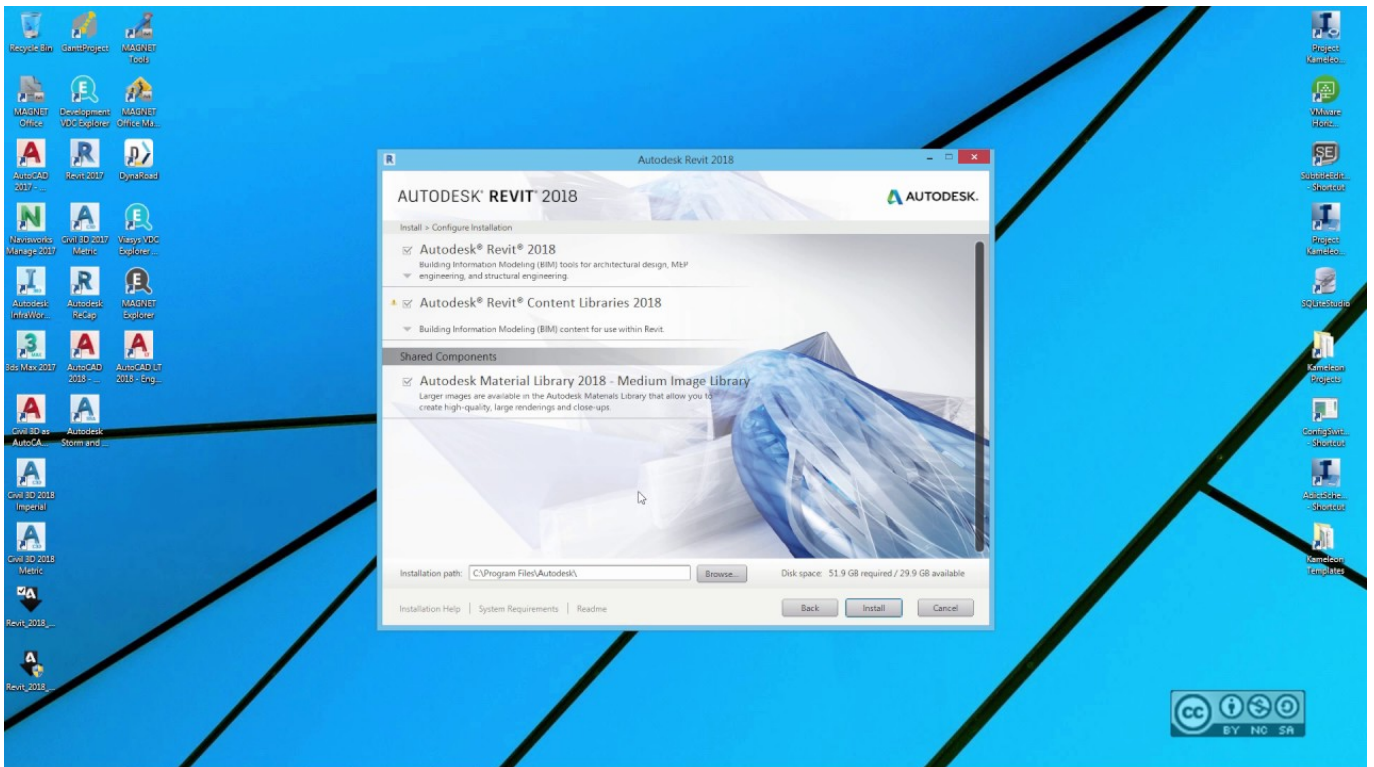 Recycle Bin
GanttProject
MAGNET
Tools
MAGNET
Office
Development
VDC Explorer
MAGNET
Office Ma...
AutoCAD
2017 - ...
Revit 2017
DynaRoad
Navisworks
Manage 2017
Civil 3D 2017
Metric
Viasys VDC
Explorer ...
Autodesk
InfraWor...
Autodesk
ReCap
MAGNET
Explorer
3ds Max 2017
AutoCAD
2018 - ...
AutoCAD LT
2018 - Eng...
Civil 3D as
AutoCA...
Autodesk
Storm and ...
Civil 3D 2018
Imperial
Civil 3D 2018
Metric
Revit_2018_...
Revit_2018_...
Autodesk Revit 2018
AUTODESK® REVIT® 2018
AUTODESK.
Install > Configure Installation
Autodesk® Revit® 2018
Building Information Modeling (BIM) tools for architectural design, MEP
engineering, and structural engineering.
Autodesk® Revit® Content Libraries 2018
Building Information Modeling (BIM) content for use within Revit.
Shared Components
Autodesk Material Library 2018 - Medium Image Library
Larger images are available in the Autodesk Materials Library that allow you to
create high-quality, large renderings and close-ups.
Installation path: C:\Program Files\Autodesk\ Browse... Disk space: 51.9 GB required / 29.9 GB available
Installation Help | System Requirements | Readme Back Install Cancel
Project
Kameleo...
VMware
Horiz...
SE
SubtitleEdit...
- Shortcut
Project
Kameleo...
SQLiteStudio
Kameleon
Projects
ConfigSwit...
- Shortcut
AdictSche...
- Shortcut
Kameleon
Templates
cc
BY NC SA